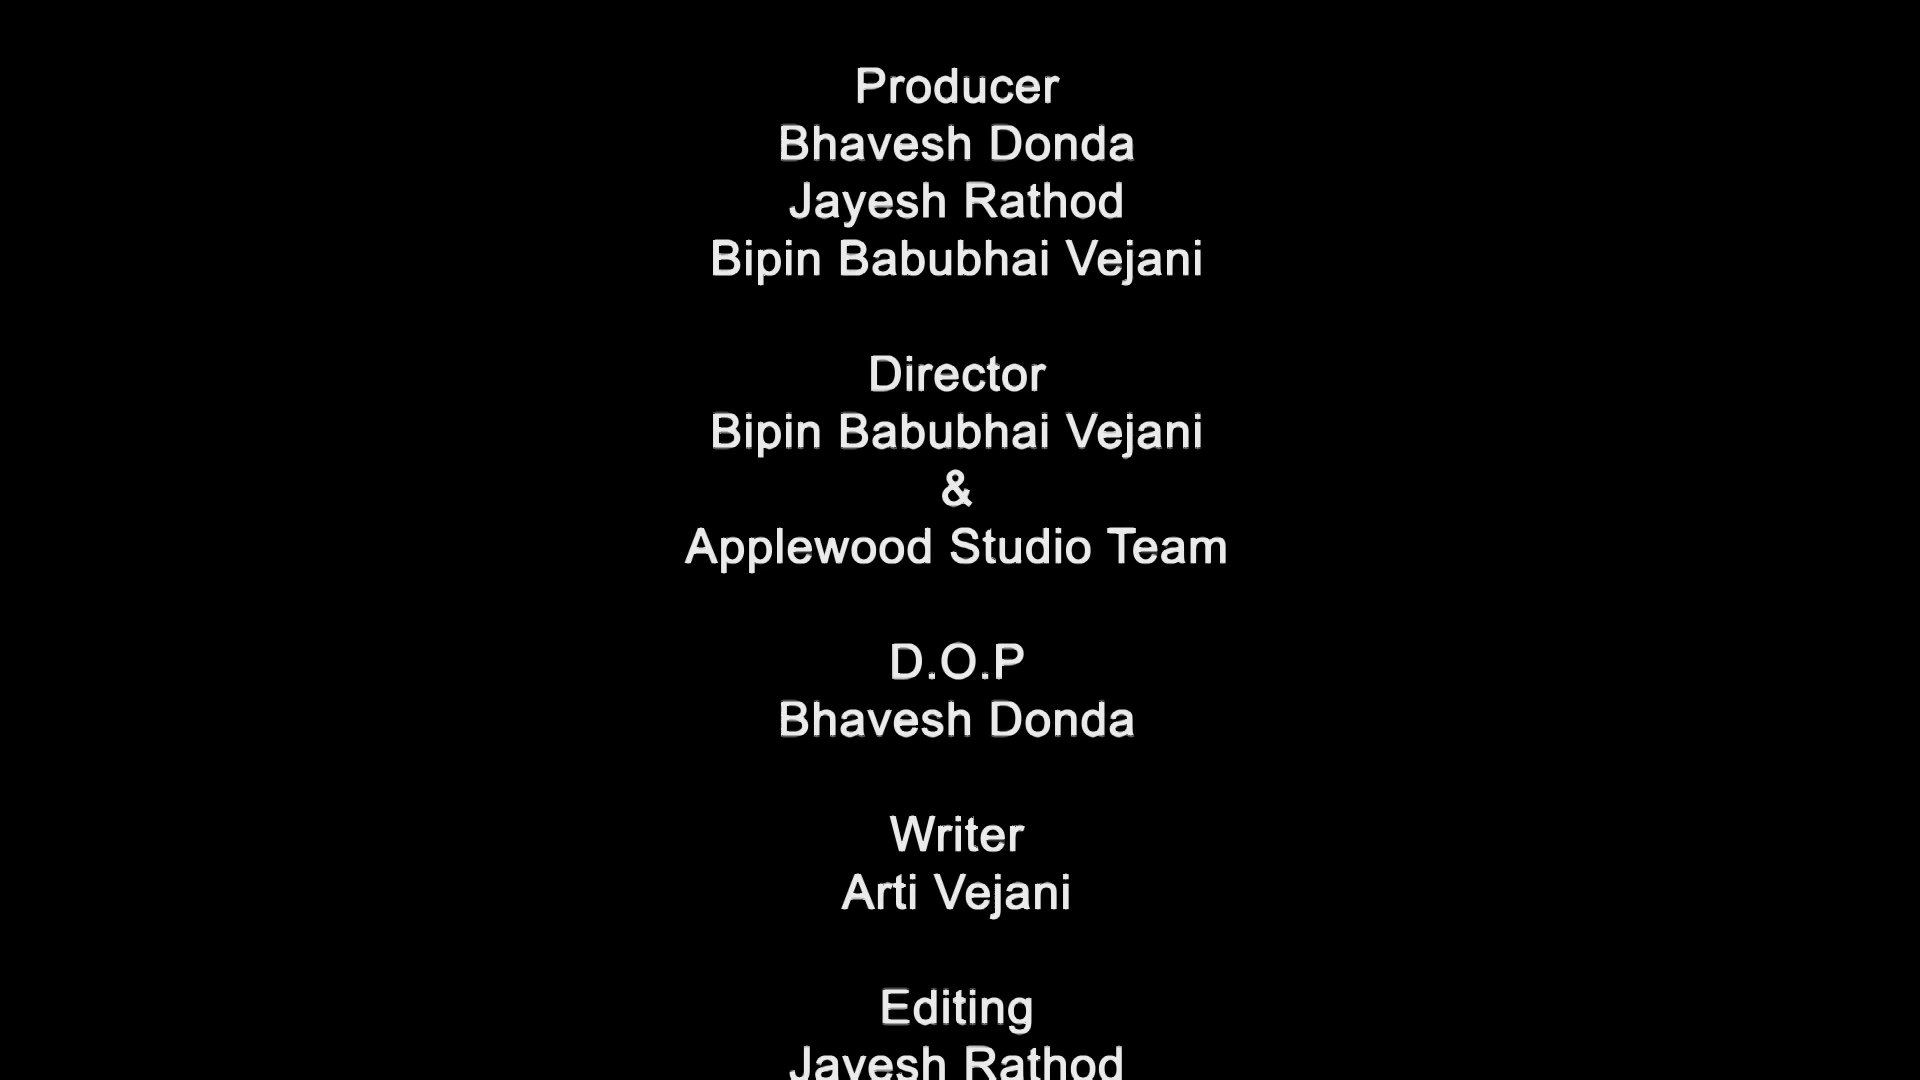 Producer
Bhavesh Donda
Jayesh Rathod
Bipin Babubhai Vejani
Director
Bipin Babubhai Vejani
&
Applewood Studio Team
D.O.P
Bhavesh Donda
Writer
Arti Vejani
Editing
Jayesh Rathod